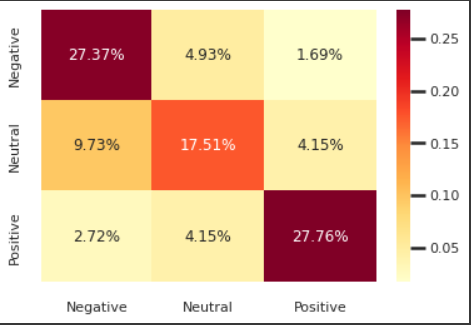 Negative 27.37% 4.93% 1.69%
Neutral 9.73% 17.51% 4.15%
Positive 2.72% 4.15% 27.76%
Negative Neutral Positive
0.25
0.20
0.15
0.10
0.05